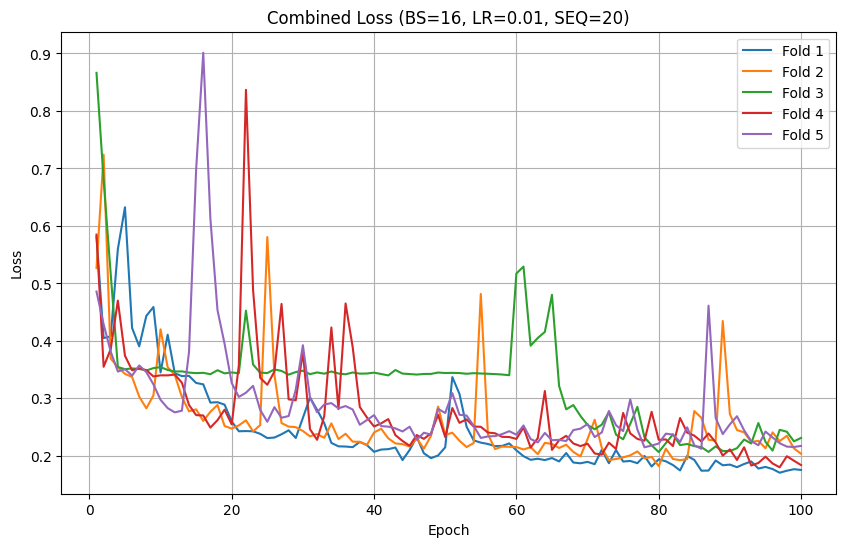 Combined Loss (BS=16, LR=0.01, SEQ=20)
Fold 1
Fold 2
Fold 3
Fold 4
Fold 5
Loss
0.9
0.8
0.7
0.6
0.5
0.4
0.3
0.2
0
20
40
60
80
100
Epoch